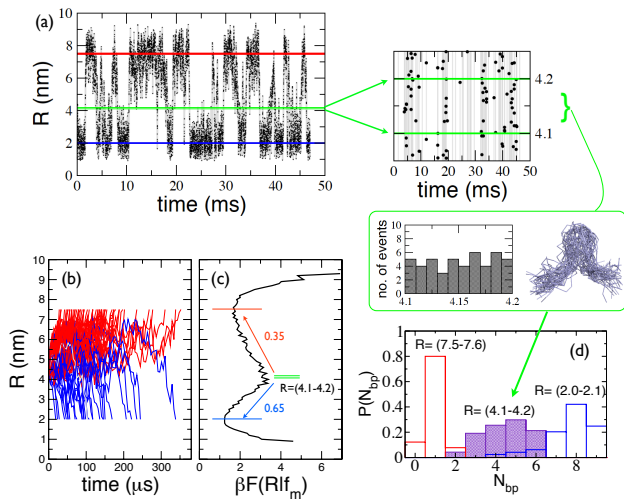 (a)
R (nm)
10
8
6
4
2
0
0 10 20 30 40 50
time (ms)
4.2
4.1
}
0 10 20 30 40 50
time (ms)
no. of events
10
8
6
4
2
0
4.1 4.15 4.2
(b)
R (nm)
10
9
8
7
6
5
4
3
2
1
0
0 100 200 300
time (μs)
(c)
0.35
R=(4.1-4.2)
0.65
0 2 4 6
βF(R|fm)
(d)
P(Nbp)
1
0.8
0.6
0.4
0.2
0
R= (7.5-7.6)
R= (2.0-2.1)
R= (4.1-4.2)
0 2 4 6 8
Nbp